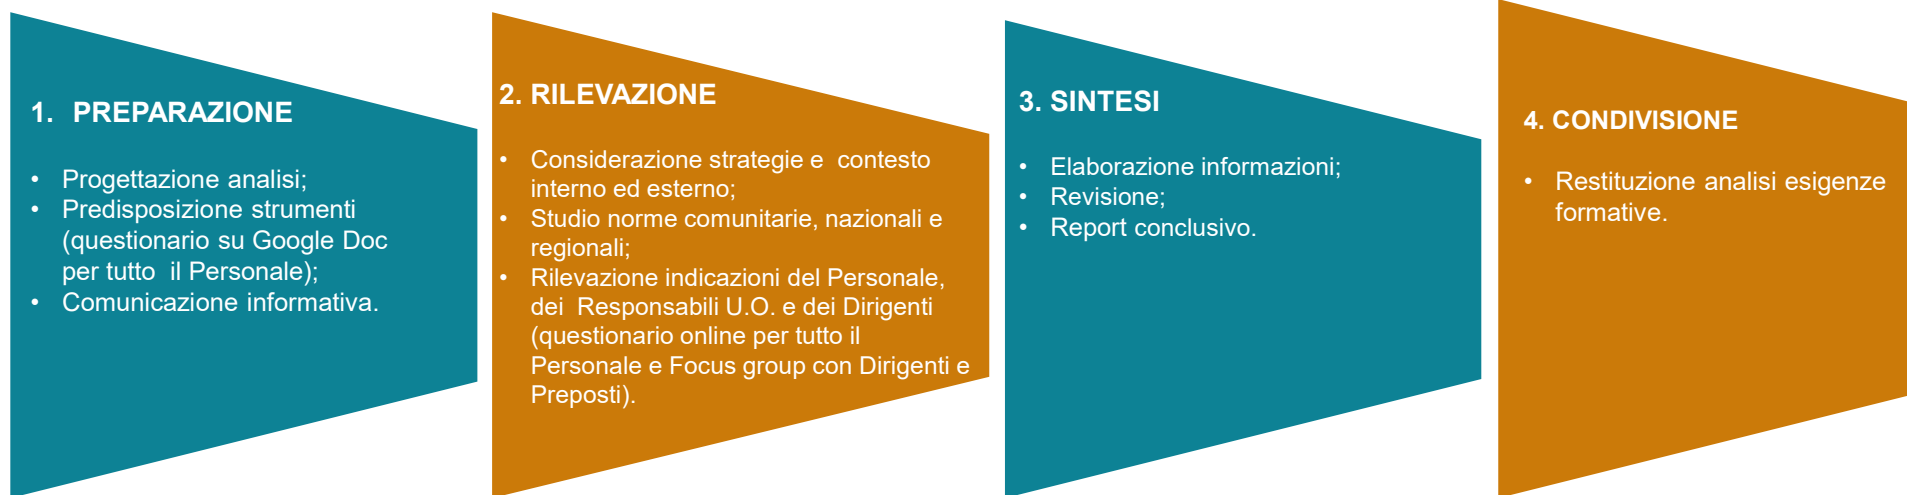 1. PREPARAZIONE
• Progettazione analisi;
• Predisposizione strumenti
(questionario su Google Doc
per tutto il Personale);
• Comunicazione informativa.
2. RILEVAZIONE
• Considerazione strategie e contesto
interno ed esterno;
• Studio norme comunitarie, nazionali e
regionali;
• Rilevazione indicazioni del Personale,
dei Responsabili U.O. e dei Dirigenti
(questionario online per tutto il
Personale e Focus group con Dirigenti e
Preposti).
3. SINTESI
• Elaborazione informazioni;
• Revisione;
• Report conclusivo.
4. CONDIVISIONE
• Restituzione analisi esigenze
formative.